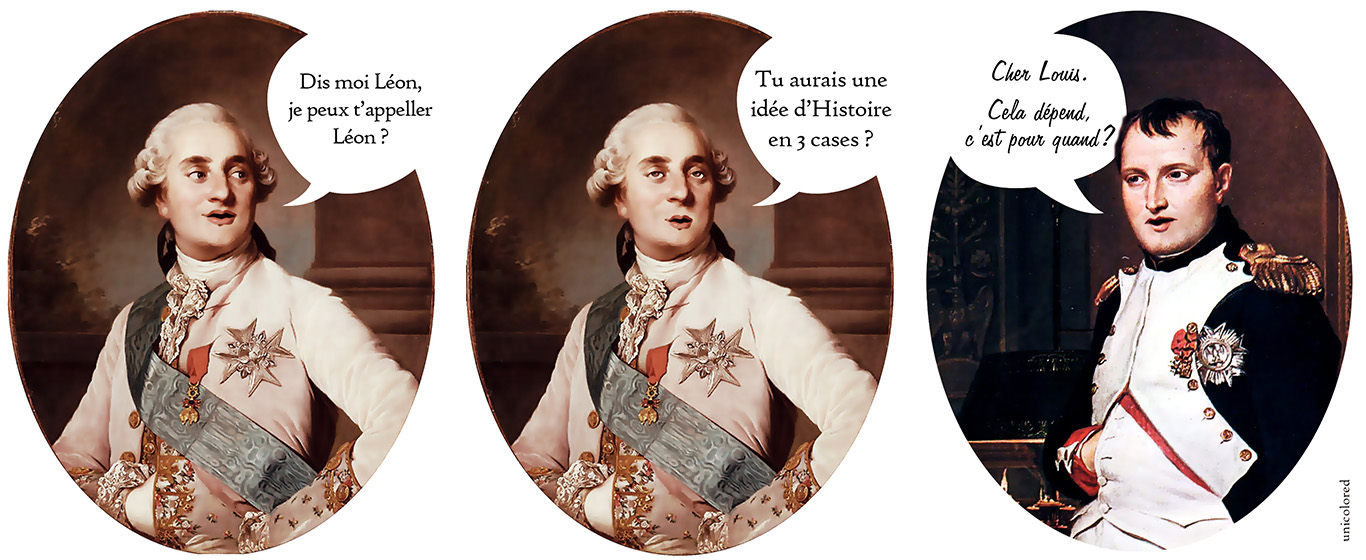 Dis moi Léon,
je peux t'appeller
Léon ?
Tu aurais une
idée d'Histoire
en 3 cases ?
Cher Louis.
Cela dépend,
c'est pour quand?
unicolored